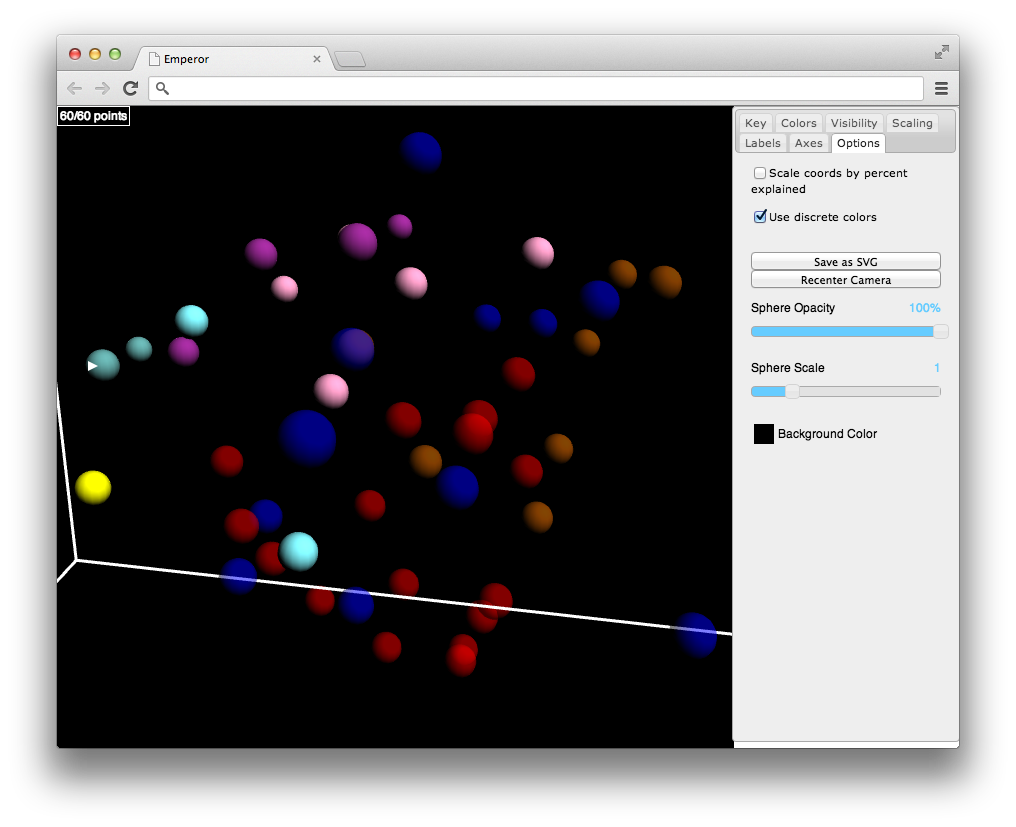 Emperor
60/60 points
Key Colors Visibility Scaling
Labels Axes Options
Scale coords by percent
explained
Use discrete colors
Save as SVG
Recenter Camera
Sphere Opacity 100%
Sphere Scale 1
Background Color